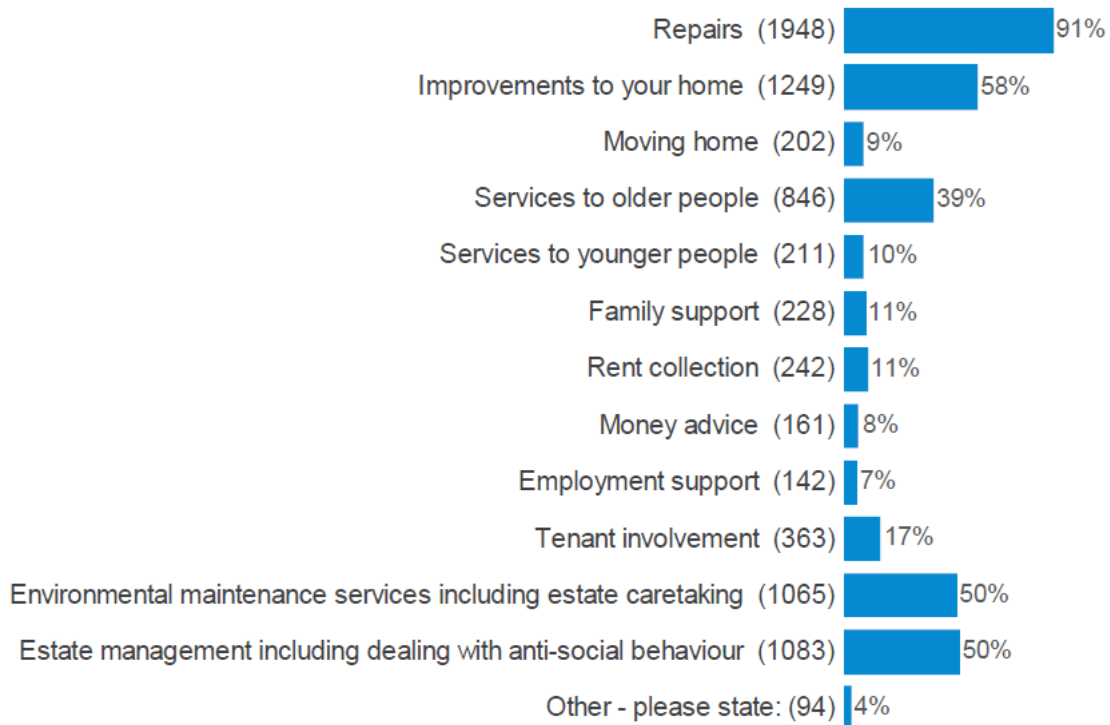 Repairs (1948) 91%
Improvements to your home (1249) 58%
Moving home (202) 9%
Services to older people (846) 39%
Services to younger people (211) 10%
Family support (228) 11%
Rent collection (242) 11%
Money advice (161) 8%
Employment support (142) 7%
Tenant involvement (363) 17%
Environmental maintenance services including estate caretaking (1065) 50%
Estate management including dealing with anti-social behaviour (1083) 50%
Other - please state: (94) 4%